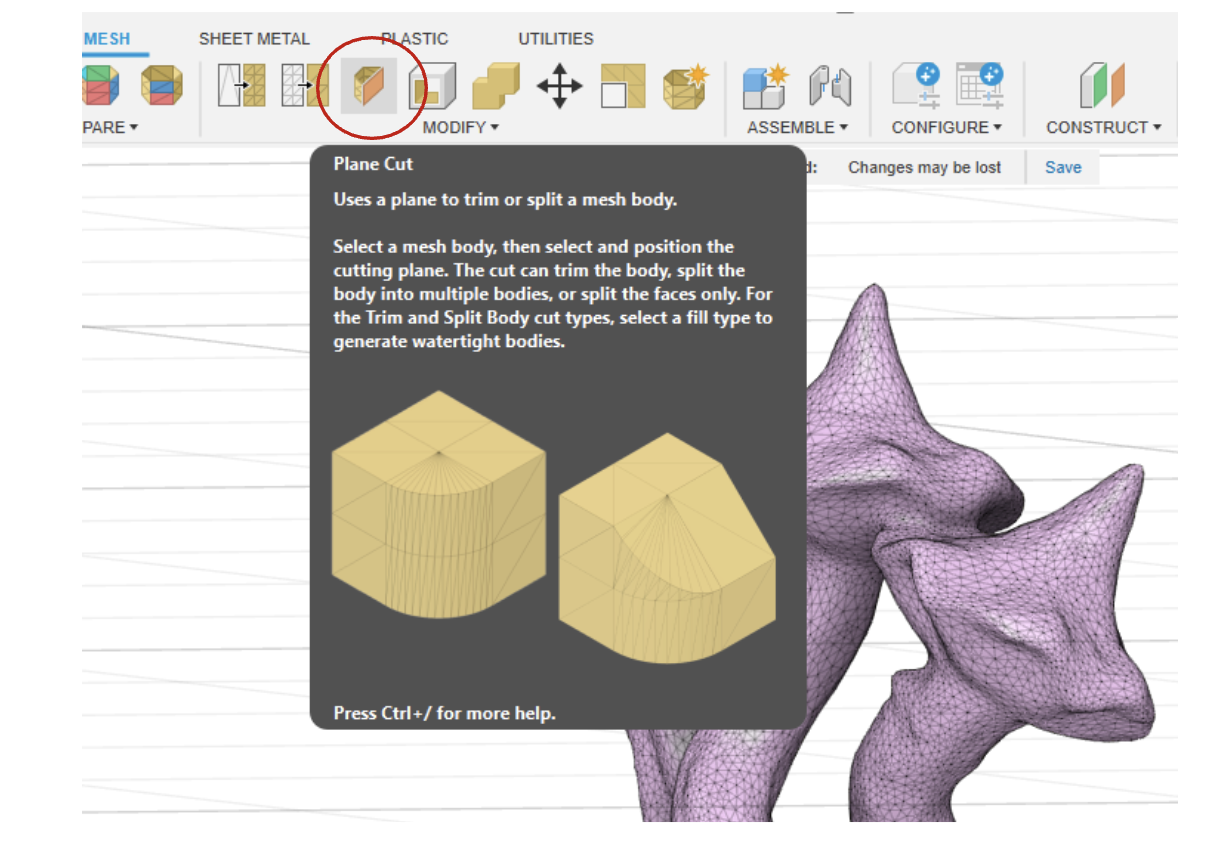 MESH SHEET METAL PLASTIC UTILITIES
PARE MODIFY ASSEMBLE CONFIGURE CONSTRUCT
d: Changes may be lost Save
Plane Cut
Uses a plane to trim or split a mesh body.
Select a mesh body, then select and position the
cutting plane. The cut can trim the body, split the
body into multiple bodies, or split the faces only. For
the Trim and Split Body cut types, select a fill type to
generate watertight bodies.
Press Ctrl+/ for more help.